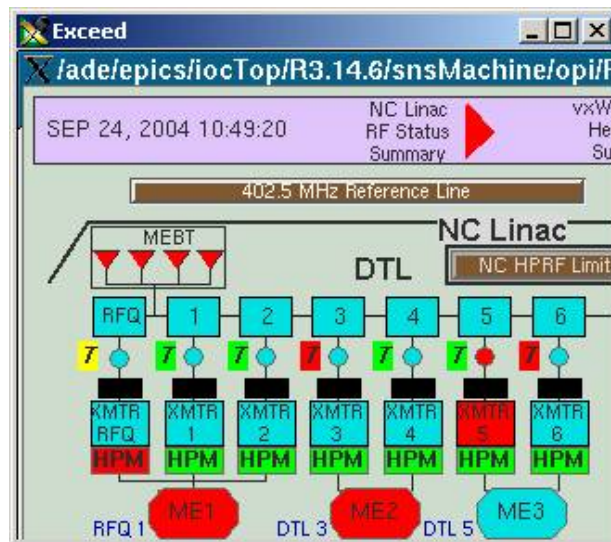 Exceed
/ade/epics/iocTop/R3.14.6/snsMachine/opi/
SEP 24, 2004 10:49:20
NC Linac
RF Status
Summary
402.5 MHz Reference Line
NC Linac
MEBT
DTL
NC HPRF Limit
RFQ 1 2 3 4 5 6
T T T T T T
XMTR RFQ
XMTR 1
XMTR 2
XMTR 3
XMTR 4
XMTR 5
XMTR 6
HPM HPM HPM HPM HPM HPM HPM
ME1 ME2 ME3
RFQ 1 DTL 3 DTL 5